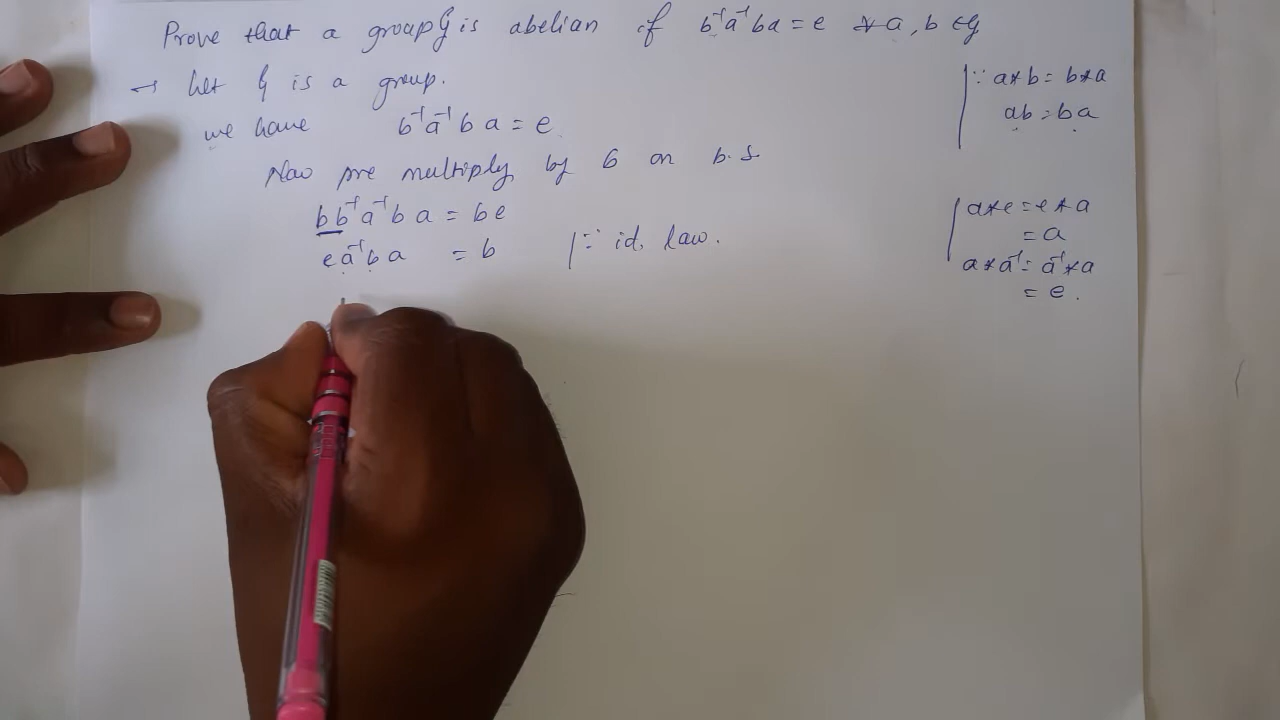 Prove that a group G is abelian if b⁻¹a⁻¹ba = e ∀ a, b ∈ G
→ let G is a group.
we have b⁻¹a⁻¹ba = e.
Now pre multiply by b on b.s
bb⁻¹a⁻¹ba = be
ea⁻¹ba = b |∵ id. law.
|∵ a*b = b*a
ab = ba
a*e = e*a
= a
a*a⁻¹ = a⁻¹*a
= e.